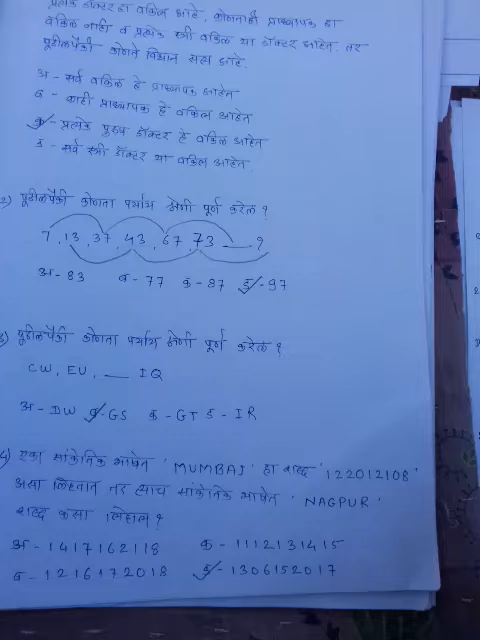 प्रत्येक डॉक्टर हा वकिल आहे. कोणताही प्राध्यापक हा
वकिल नाही व प्रत्येक स्त्री वकिल या डॉक्टर आहेत. तर
पुढीलपैकी कोणते विधान सत्य आहे.
अ - सर्व वकिल हे प्राध्यापक आहेत
ब - काही प्राध्यापक हे वकिल आहेत
क - प्रत्येक पुरुष डॉक्टर हे वकिल आहेत
ड - सर्व स्त्री डॉक्टर या वकिल आहेत.
2) पुढीलपैकी कोणता पर्याय श्रेणी पूर्ण करेल ?
7, 13, 37, 43, 67, 73 __ ?
अ - 83 ब - 77 क - 87 ड - 97
3) पुढीलपैकी कोणता पर्याय श्रेणी पूर्ण करेल ?
CW, EU, __ IQ
अ - DW ब - GS क - GT ड - IR
4) एका सांकेतिक भाषेत 'MUMBAI' हा शब्द '122012108'
असा लिहतात तर त्याच सांकेतिक भाषेत 'NAGPUR'
शब्द कसा लिहाल ?
अ - 1417162118 क - 1112131415
ब - 1216172018 ड - 1306152017